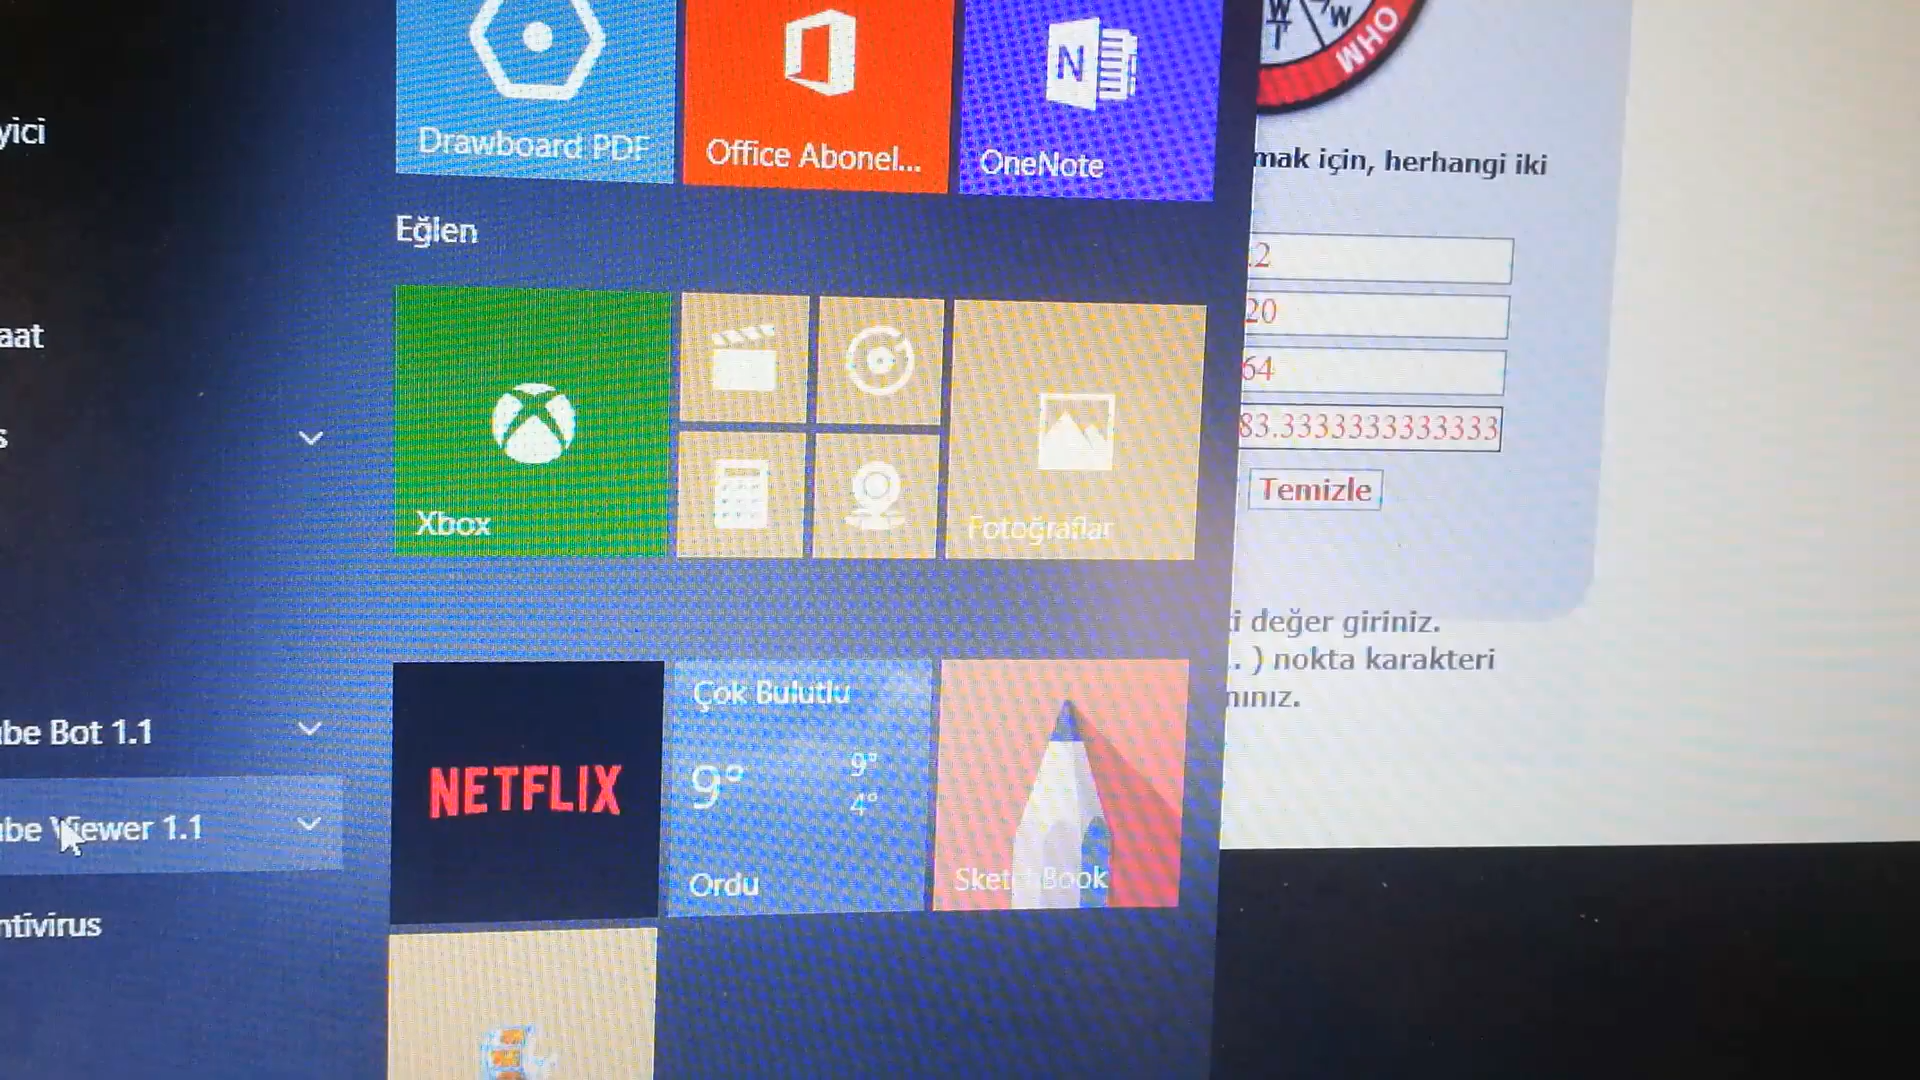 yici
aat
s
be Bot 1.1
be Viewer 1.1
ntivirus
Drawboard PDF
Office Abonel...
OneNote
Eğlen
Xbox
Fotoğraflar
NETFLIX
Çok Bulutlu
9°
9°
4°
Ordu
SketchBook
W
I
W
OHM
mak için, herhangi iki
.2
20
64
83.3333333333333
Temizle
i değer giriniz.
. ) nokta karakteri
nınız.